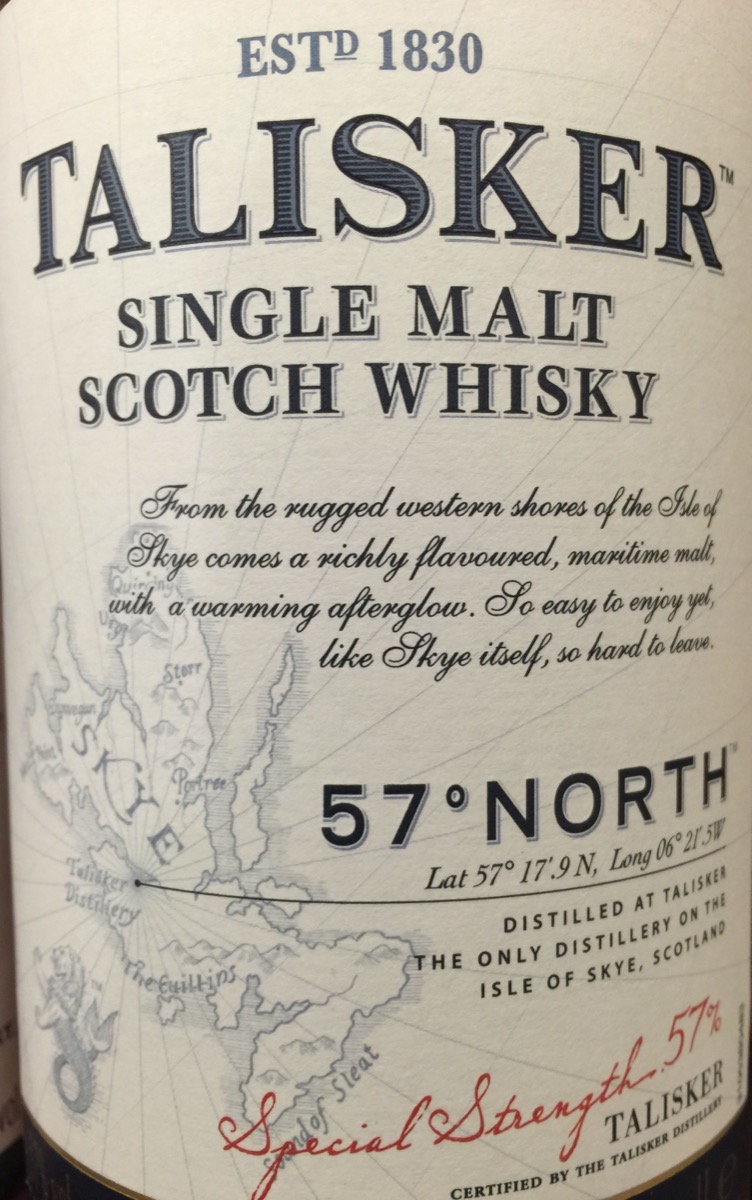 ESTD 1830
TALISKER™
SINGLE MALT
SCOTCH WHISKY
From the rugged western shores of the Isle of
Skye comes a richly flavoured, maritime malt,
with a warming afterglow. So easy to enjoy yet,
like Skye itself, so hard to leave.
Storr
SKYE
Portree
57°NORTH
Lat 57° 17'.9 N, Long 06° 21'.5W
Talisker
Distillery
DISTILLED AT TALISKER
THE ONLY DISTILLERY ON THE
ISLE OF SKYE, SCOTLAND
The Cuillins
Sound of Sleat
Special Strength. 57%
TALISKER
CERTIFIED BY THE TALISKER DISTILLERY